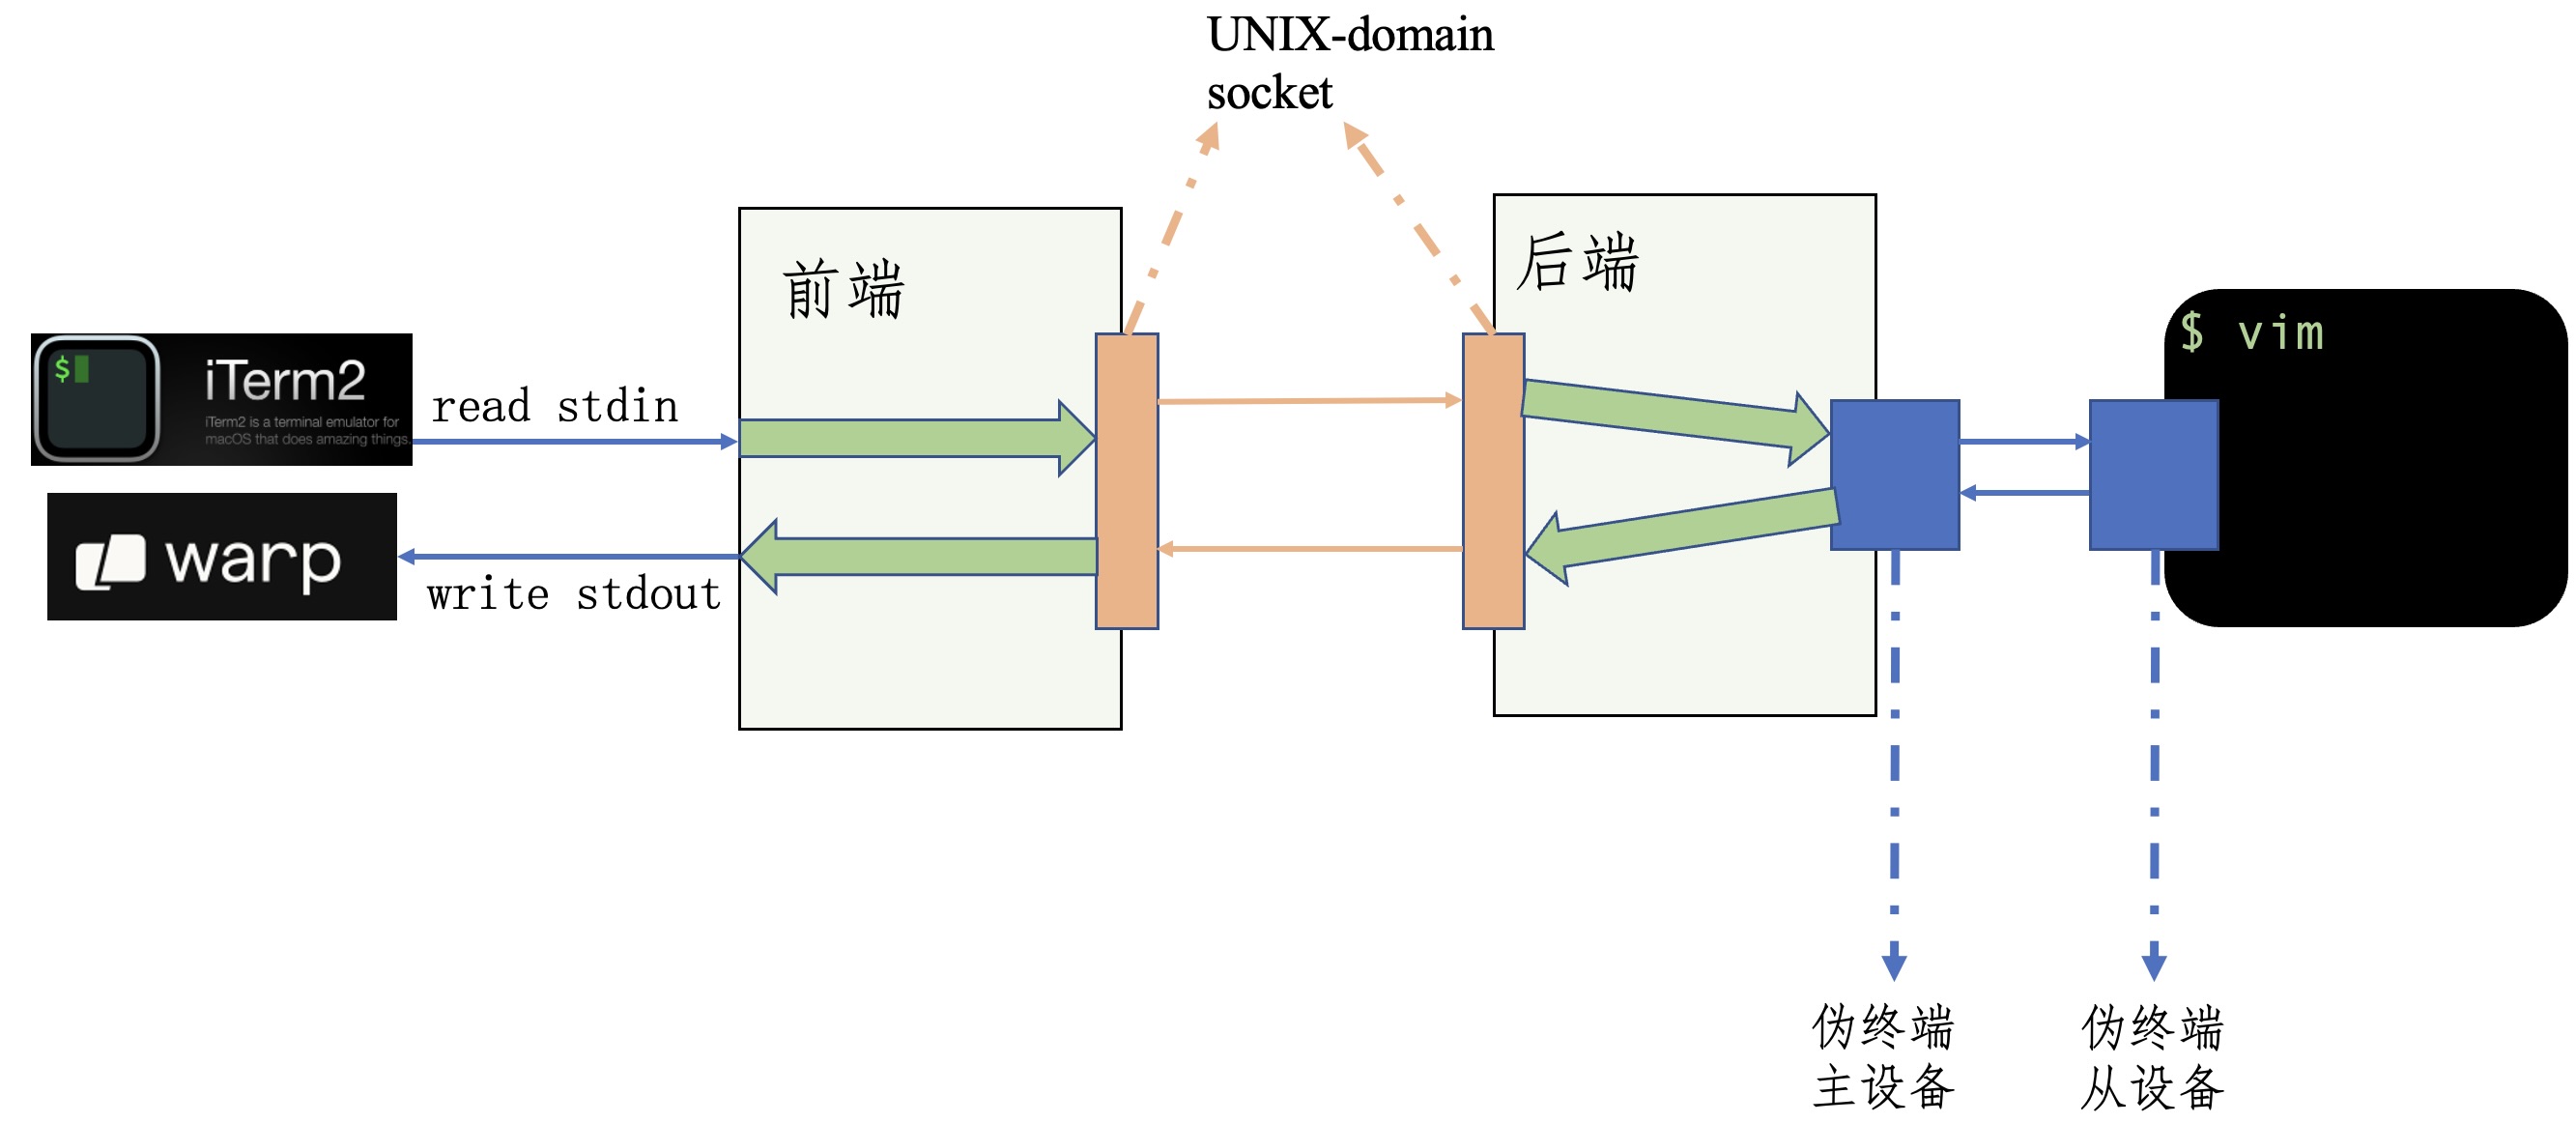 UNIX-domain
socket
前端
后端
$
iTerm2
iTerm2 is a terminal emulator for
macOS that does amazing things.
read stdin
$ vim
warp
write stdout
伪终端
主设备
伪终端
从设备